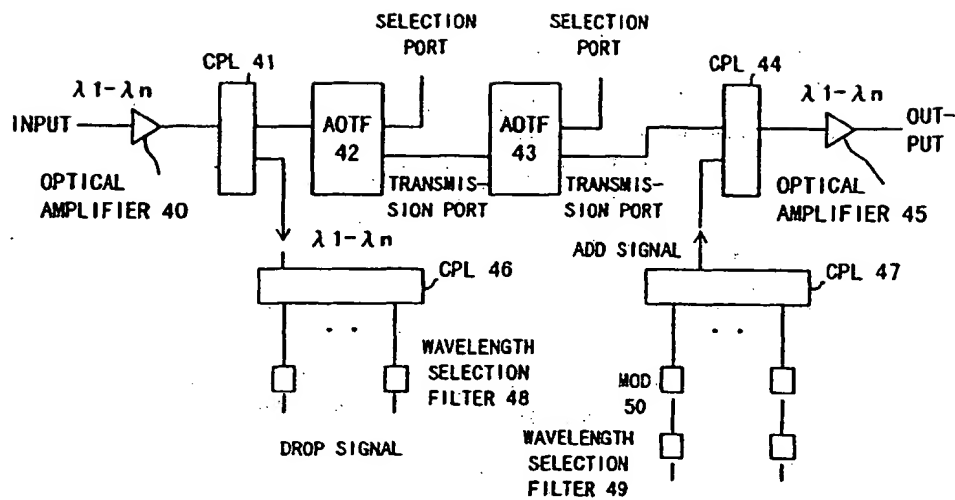 SELECTION
PORT
SELECTION
PORT
CPL 41
CPL 44
λ1-λn
λ1-λn
INPUT
AOTF
42
AOTF
43
OUT-
PUT
OPTICAL
AMPLIFIER 40
TRANSMIS-
SION PORT
TRANSMIS-
SION PORT
OPTICAL
AMPLIFIER 45
λ1-λn
ADD SIGNAL
CPL 46
CPL 47
WAVELENGTH
SELECTION
FILTER 48
MOD
50
DROP SIGNAL
WAVELENGTH
SELECTION
FILTER 49